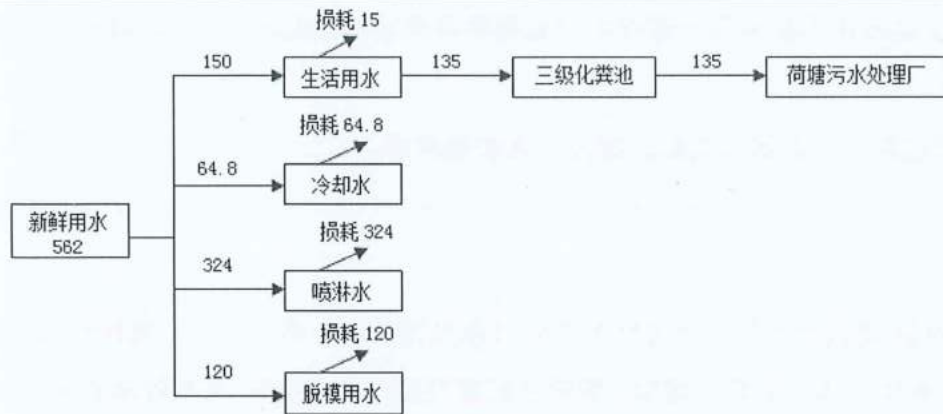 损耗 15
150
生活用水
135
三级化粪池
135
荷塘污水处理厂
损耗 64.8
64.8
冷却水
新鲜用水
562
损耗 324
324
喷淋水
损耗 120
120
脱模用水